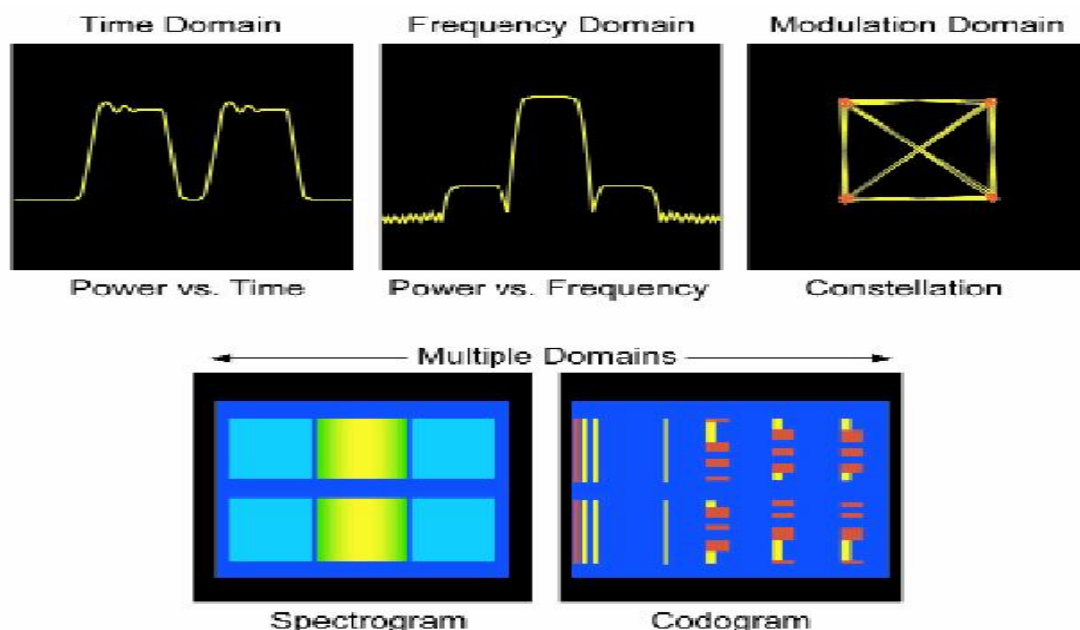 Time Domain
Frequency Domain
Modulation Domain
Power vs. Time
Power vs. Frequency
Constellation
Multiple Domains
Spectrogram
Codogram